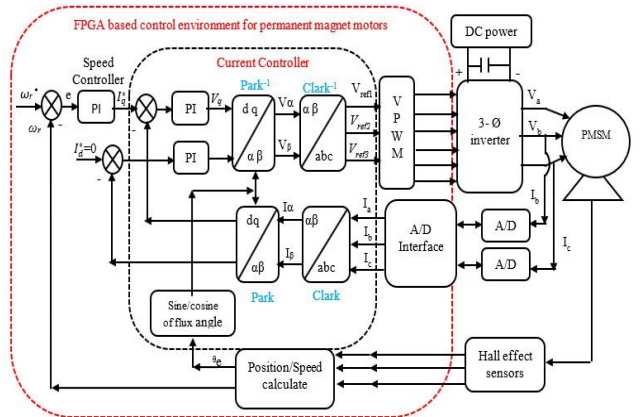 FPGA based control environment for permanent magnet motors
DC power
+
-
Speed
Controller
Current Controller
Park⁻¹
Clark⁻¹
ωr*
e
PI
I*q
PI
Vq
dq
αβ
Vα
Vβ
αβ
abc
Vref1
Vref2
Vref3
V
P
W
M
3- Ø
inverter
Va
Vb
PMSM
ωr
-
-
I*d=0
-
PI
Ib
Ic
dq
αβ
Iα
Iβ
αβ
abc
Ia
Ib
Ic
A/D
Interface
A/D
A/D
Park
Clark
Sine/cosine
of flux angle
θe
Position/Speed
calculate
Hall effect
sensors